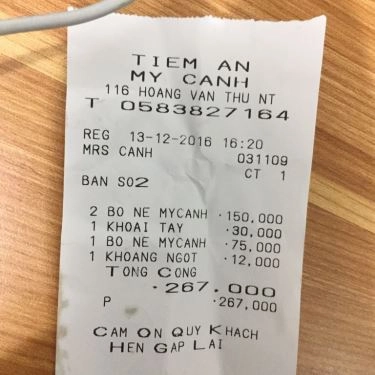 TIEM AN
MY CANH
116 HOANG VAN THU NT
T 0583827164
REG 13-12-2016 16:20
MRS CANH 031109
CT 1
BAN SO2
2 BO NE MYCANH ·150,000
1 KHOAI TAY ·30,000
1 BO NE MYCANH ·75,000
1 KHOANG NGOT ·12,000
TONG CONG
·267.000
P ·267,000
CAM ON QUY KHACH
HEN GAP LAI